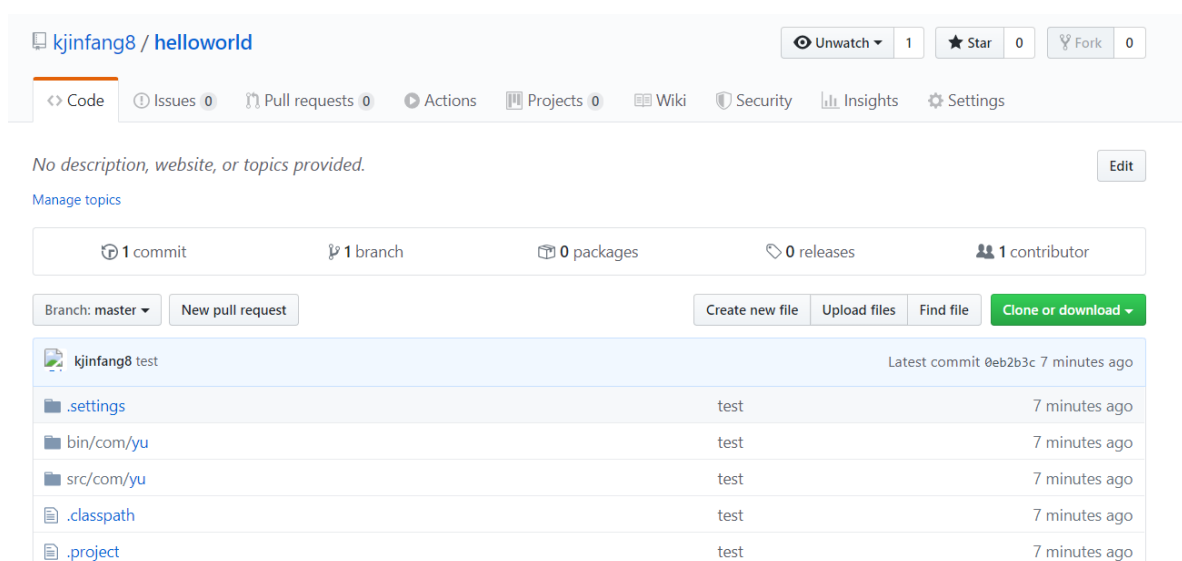 kjinfang8 / helloworld Unwatch 1 Star 0 Fork 0
Code Issues 0 Pull requests 0 Actions Projects 0 Wiki Security Insights Settings
No description, website, or topics provided. Edit
Manage topics
1 commit 1 branch 0 packages 0 releases 1 contributor
Branch: master New pull request Create new file Upload files Find file Clone or download
kjinfang8 test Latest commit 0eb2b3c 7 minutes ago
.settings test 7 minutes ago
bin/com/yu test 7 minutes ago
src/com/yu test 7 minutes ago
.classpath test 7 minutes ago
.project test 7 minutes ago